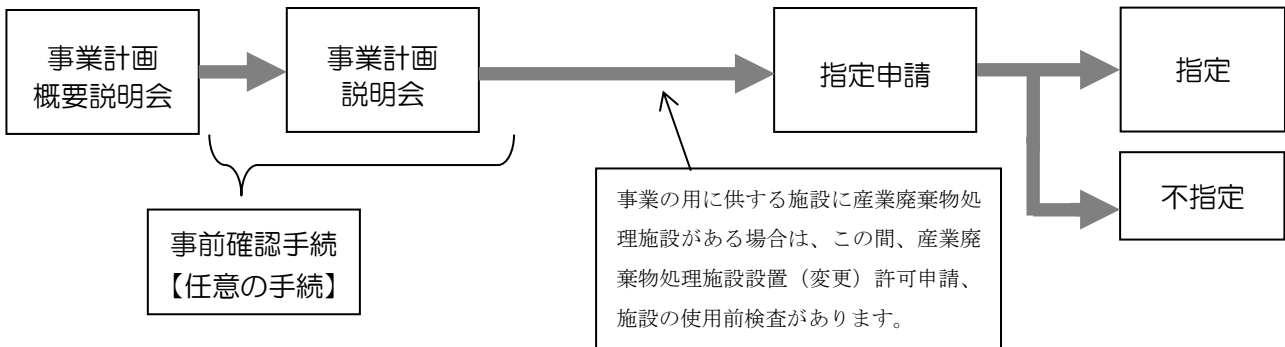 事業計画
概要説明会
事業計画
説明会
指定申請
指定
不指定
事前確認手続
【任意の手続】
事業の用に供する施設に産業廃棄物処
理施設がある場合は、この間、産業廃
棄物処理施設設置（変更）許可申請、
施設の使用前検査があります。